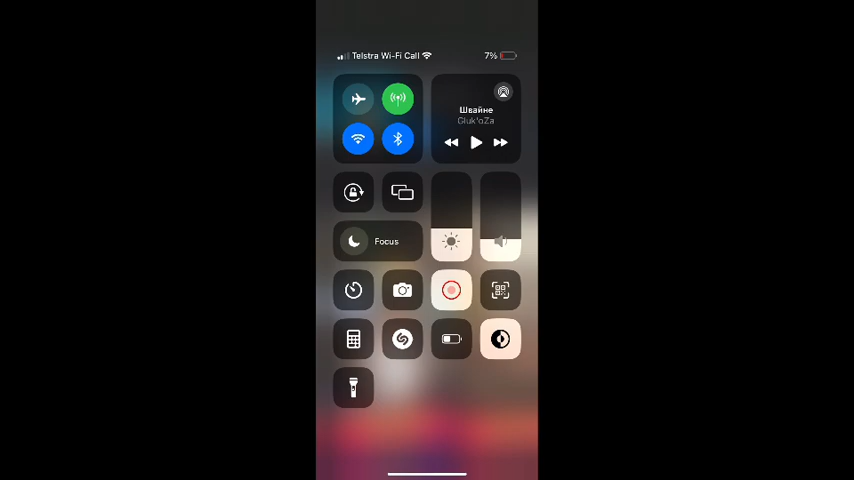 Telstra Wi-Fi Call
7%
Швайне
Gluk'oZa
Focus